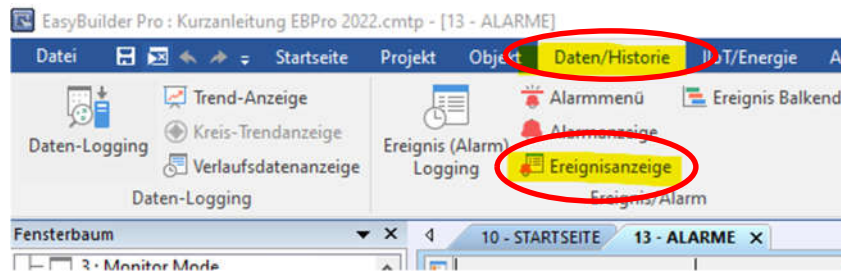 EasyBuilder Pro : Kurzanleitung EBPro 2022.cmtp - [13 - ALARME]
Datei Startseite Projekt Objekt Daten/Historie IIoT/Energie
Trend-Anzeige Alarmmenü Ereignis Balkend
Daten-Logging Kreis-Trendanzeige Ereignis (Alarm) Logging Alarmanzeige
Verlaufsdatenanzeige Ereignisanzeige
Daten-Logging Ereignis/Alarm
Fensterbaum 10 - STARTSEITE 13 - ALARME
3 : Monitor Mode